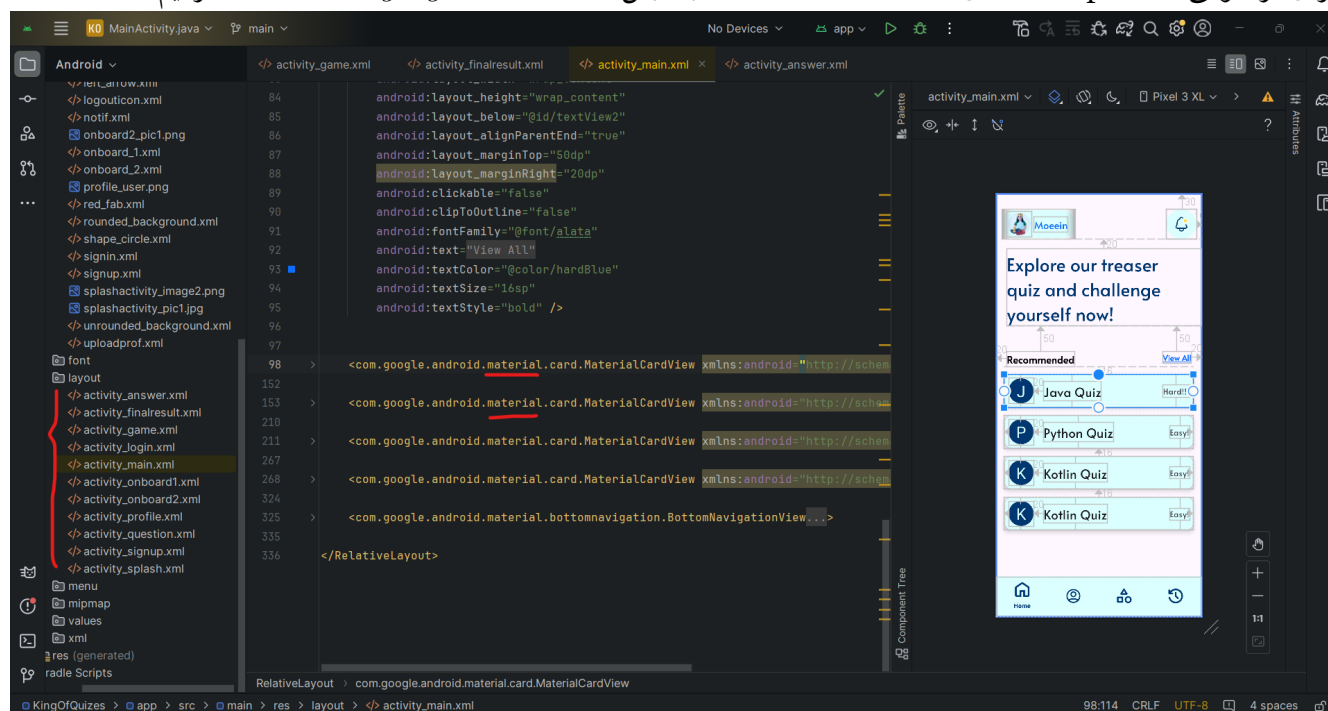 MainActivity.java
main
No Devices
app
Android
activity_game.xml
activity_finalresult.xml
activity_main.xml
activity_answer.xml
logouticon.xml
notif.xml
onboard2_pic1.png
onboard_1.xml
onboard_2.xml
profile_user.png
red_fab.xml
rounded_background.xml
shape_circle.xml
signin.xml
signup.xml
splashactivity_image2.png
splashactivity_pic1.jpg
unrounded_background.xml
uploadprof.xml
font
layout
activity_answer.xml
activity_finalresult.xml
activity_game.xml
activity_login.xml
activity_main.xml
activity_onboard1.xml
activity_onboard2.xml
activity_profile.xml
activity_question.xml
activity_signup.xml
activity_splash.xml
menu
mipmap
values
xml
res (generated)
radle Scripts
84 android:layout_height="wrap_content"
85 android:layout_below="@id/textView2"
86 android:layout_alignParentEnd="true"
87 android:layout_marginTop="50dp"
88 android:layout_marginRight="20dp"
89 android:clickable="false"
90 android:clipToOutline="false"
91 android:fontFamily="@font/alata"
92 android:text="View All"
93 android:textColor="@color/hardBlue"
94 android:textSize="16sp"
95 android:textStyle="bold" />
96
97
98 <com.google.android.material.card.MaterialCardView xmlns:android="http://schem
152
153 <com.google.android.material.card.MaterialCardView xmlns:android="http://schem
210
211 <com.google.android.material.card.MaterialCardView xmlns:android="http://schem
267
268 <com.google.android.material.card.MaterialCardView xmlns:android="http://schem
324
325 <com.google.android.material.bottomnavigation.BottomNavigationView...>
335
336 </RelativeLayout>
Palette
Component Tree
activity_main.xml
Pixel 3 XL
Attributes
Moeein
Explore our treaser
quiz and challenge
yourself now!
Recommended
View All
J Java Quiz Hard!!
P Python Quiz Easy!
K Kotlin Quiz Easy!
K Kotlin Quiz Easy!
Home
1:1
RelativeLayout > com.google.android.material.card.MaterialCardView
KingOfQuizes > app > src > main > res > layout > activity_main.xml
98:114 CRLF UTF-8 4 spaces